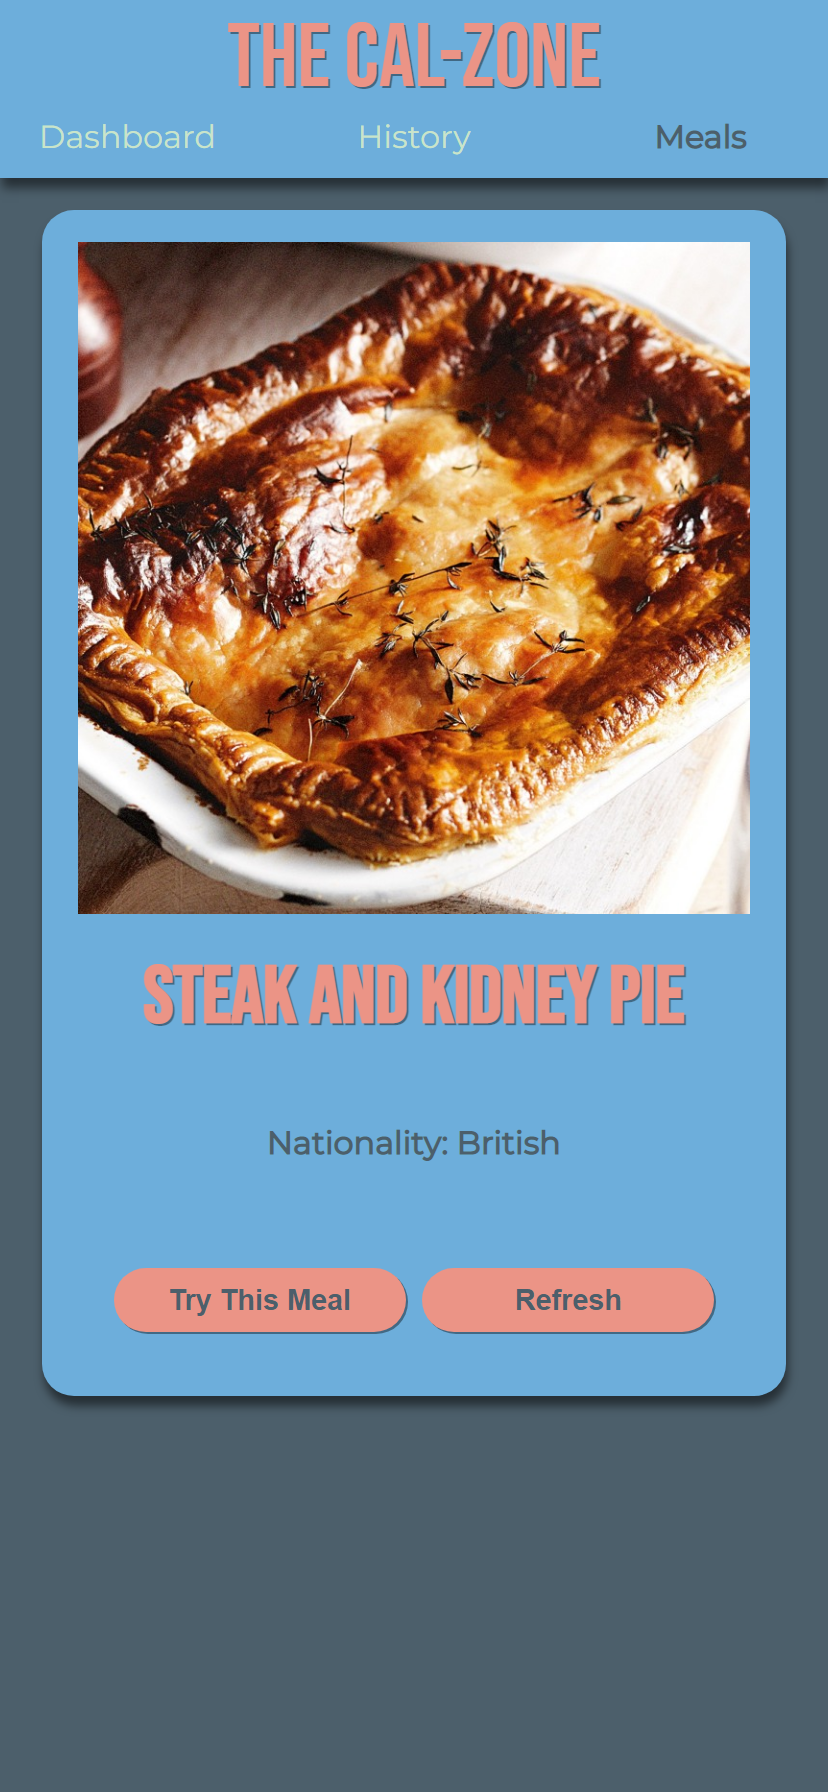 THE CAL-ZONE
Dashboard History Meals
STEAK AND KIDNEY PIE
Nationality: British
Try This Meal Refresh